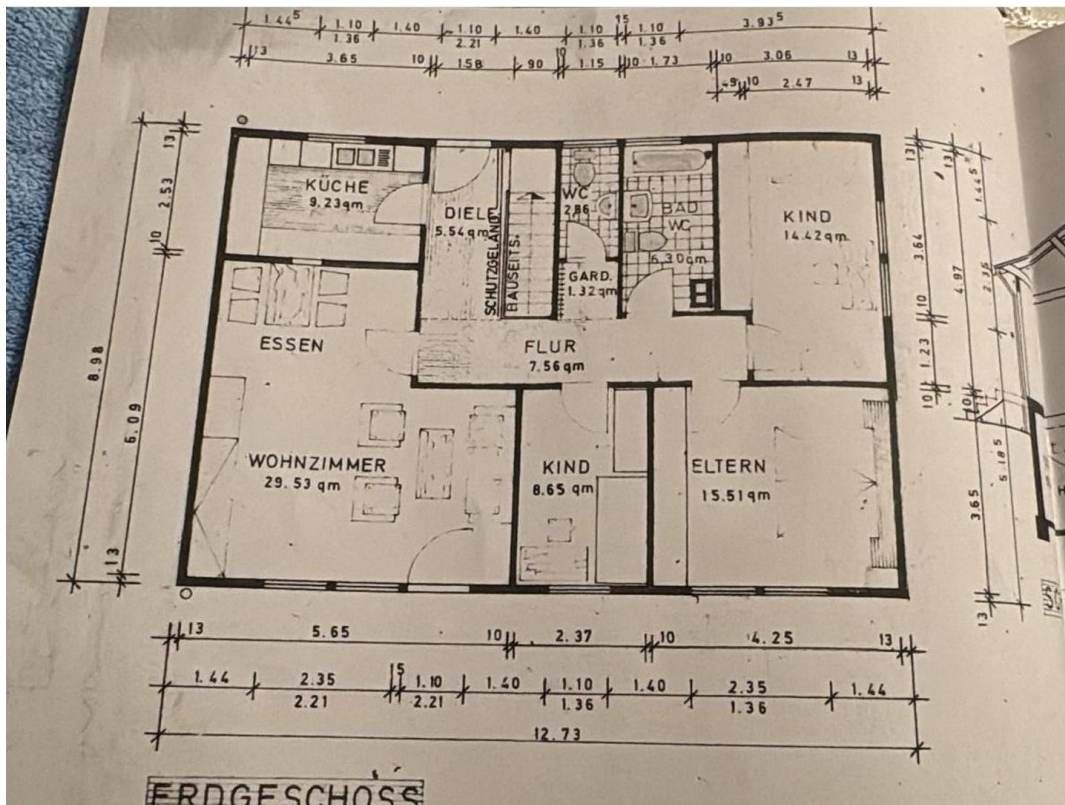 1.44⁵ 1.10 1.40 1.10 1.40 1.10 15 1.10 3.93⁵
1.36 2.21 1.36 1.36
13 3.65 10 1.58 90 10 1.15 10 1.73 10 3.06 13
49 10 2.47 13
KÜCHE
9.23qm
DIELE
5.54qm
SCHUTZGELÄND.
BAUSEITS.
WC
2.86
BAD
WC
6.30qm
GARD.
1.32qm
KIND
14.42qm
ESSEN
FLUR
7.56 qm
WOHNZIMMER
29.53 qm
KIND
8.65 qm
ELTERN
15.51qm
13
2.53
10
6.09
13
8.98
13
3.64
10
1.23
10
13
1.44⁵
4.97
2.35
10
3.65
5.18⁵
13
13 5.65 10 2.37 10 4.25 13
1.44 2.35 15 1.10 1.40 1.10 1.40 2.35 1.44
2.21 2.21 1.36 1.36
12.73
ERDGESCHOSS